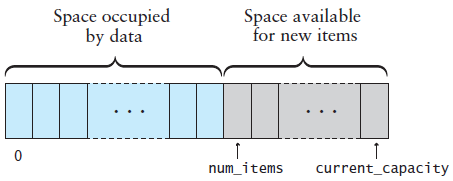 Space occupied
by data
Space available
for new items
...
...
0
num_items
current_capacity